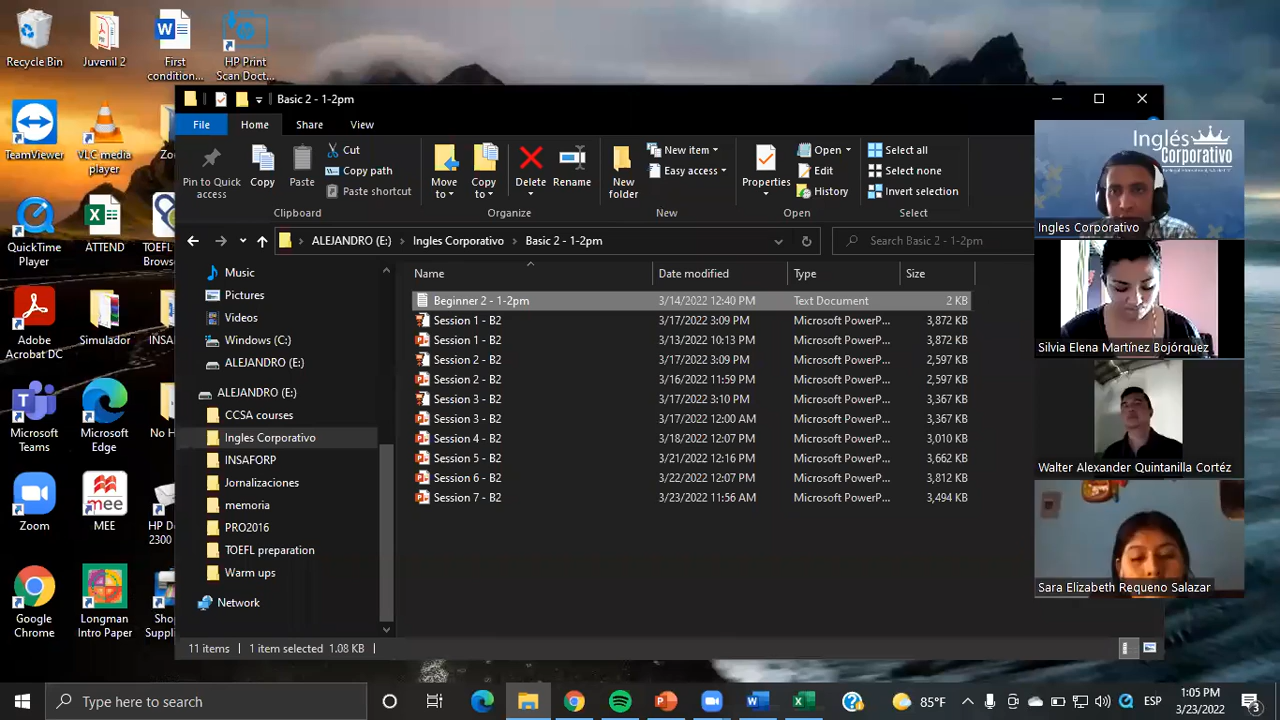 Recycle Bin
Juvenil 2
First
condition...
HP Print
Scan Doct...
TeamViewer
VLC media
player
Zo
QuickTime
Player
ATTEND
TOEFL
Brows
Adobe
Acrobat DC
Simulador
INSA
Microsoft
Teams
Microsoft
Edge
No H
Zoom
MEE
HP D
2300
Google
Chrome
Longman
Intro Paper
Sho
Suppli
Basic 2 - 1-2pm
File
Home
Share
View
Pin to Quick
access
Copy
Paste
Cut
Copy path
Paste shortcut
Clipboard
Move
to
Copy
to
Delete
Rename
Organize
New
folder
New item
Easy access
New
Properties
Open
Edit
History
Open
Select all
Select none
Invert selection
Select
ALEJANDRO (E:) > Ingles Corporativo > Basic 2 - 1-2pm
Search Basic 2 - 1-2pm
Music
Pictures
Videos
Windows (C:)
ALEJANDRO (E:)
ALEJANDRO (E:)
CCSA courses
Ingles Corporativo
INSAFORP
Jornalizaciones
memoria
PRO2016
TOEFL preparation
Warm ups
Network
Name Date modified Type Size
Beginner 2 - 1-2pm 3/14/2022 12:40 PM Text Document 2 KB
Session 1 - B2 3/17/2022 3:09 PM Microsoft PowerP... 3,872 KB
Session 1 - B2 3/13/2022 10:13 PM Microsoft PowerP... 3,872 KB
Session 2 - B2 3/17/2022 3:09 PM Microsoft PowerP... 2,597 KB
Session 2 - B2 3/16/2022 11:59 PM Microsoft PowerP... 2,597 KB
Session 3 - B2 3/17/2022 3:10 PM Microsoft PowerP... 3,367 KB
Session 3 - B2 3/17/2022 12:00 AM Microsoft PowerP... 3,367 KB
Session 4 - B2 3/18/2022 12:07 PM Microsoft PowerP... 3,010 KB
Session 5 - B2 3/21/2022 12:16 PM Microsoft PowerP... 3,662 KB
Session 6 - B2 3/22/2022 12:07 PM Microsoft PowerP... 3,812 KB
Session 7 - B2 3/23/2022 11:56 AM Microsoft PowerP... 3,494 KB
11 items
1 item selected 1.08 KB
Inglés
Corporativo
Ingles Corporativo
Silvia Elena Martínez Bojórquez
Walter Alexander Quintanilla Cortéz
Sara Elizabeth Requeno Salazar
Type here to search
85°F
ESP
1:05 PM
3/23/2022
3